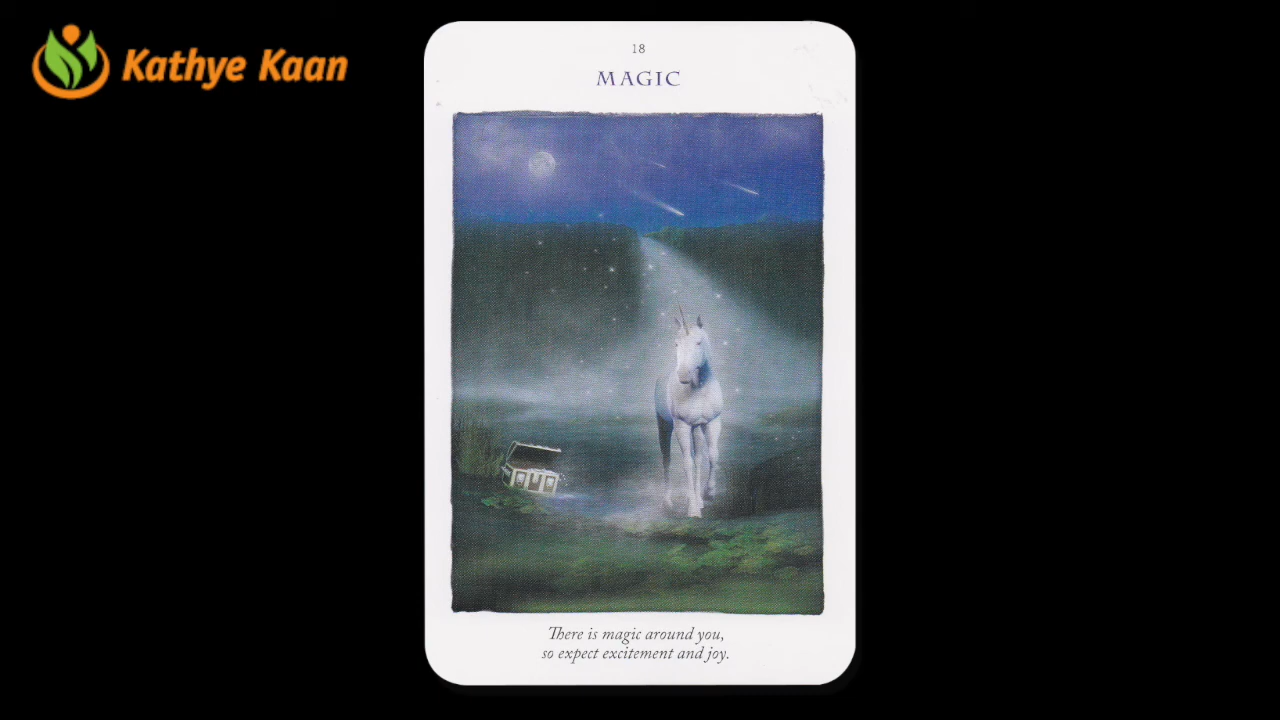 Kathye Kaan
18
MAGIC
There is magic around you,
so expect excitement and joy.